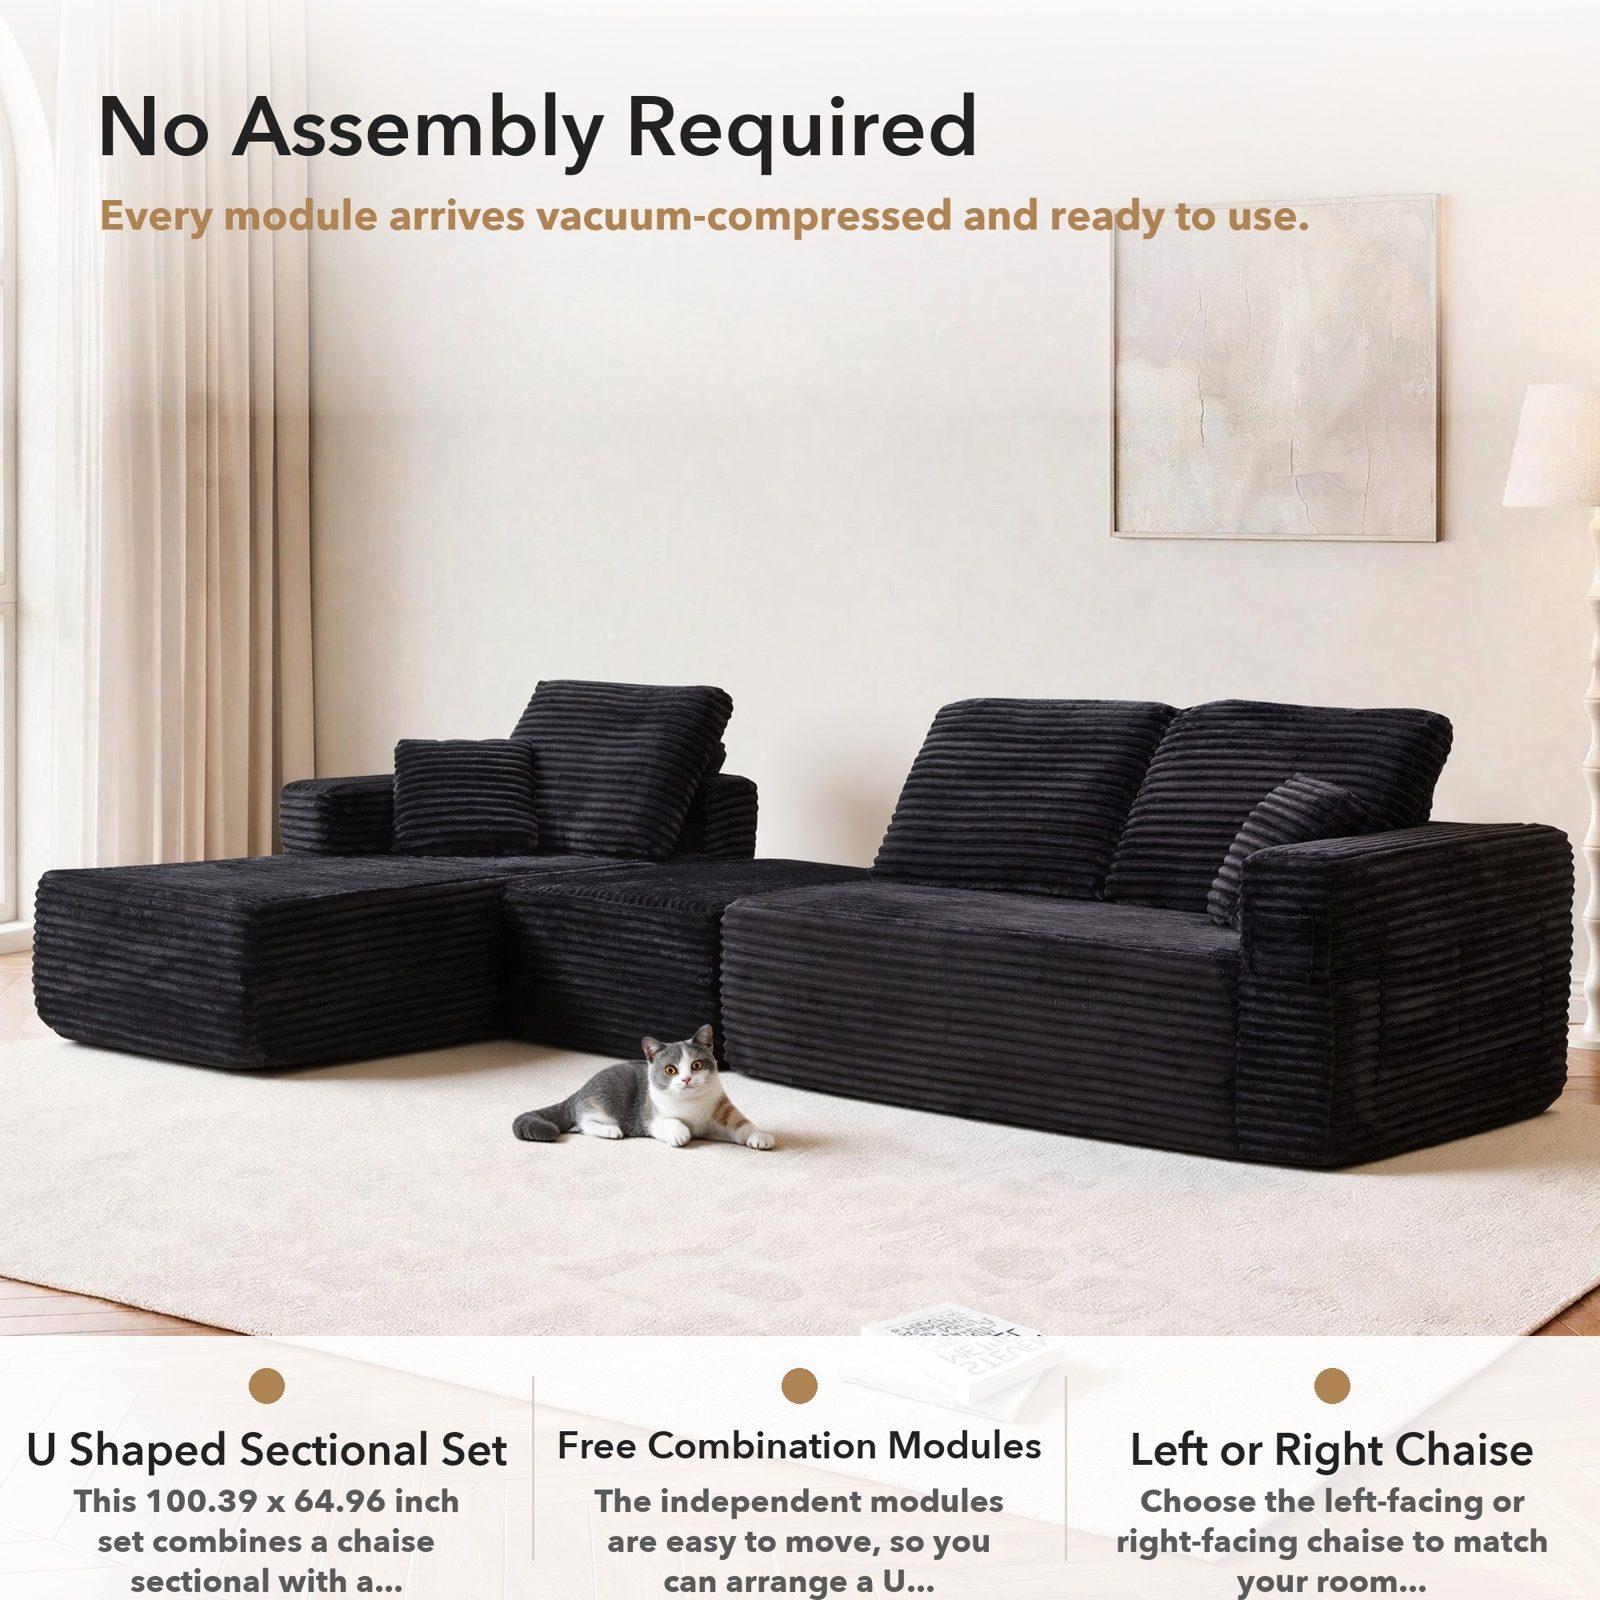 No Assembly Required
Every module arrives vacuum-compressed and ready to use.
U Shaped Sectional Set
This 100.39 x 64.96 inch
set combines a chaise
sectional with a...
Free Combination Modules
The independent modules
are easy to move, so you
can arrange a U...
Left or Right Chaise
Choose the left-facing or
right-facing chaise to match
your room...